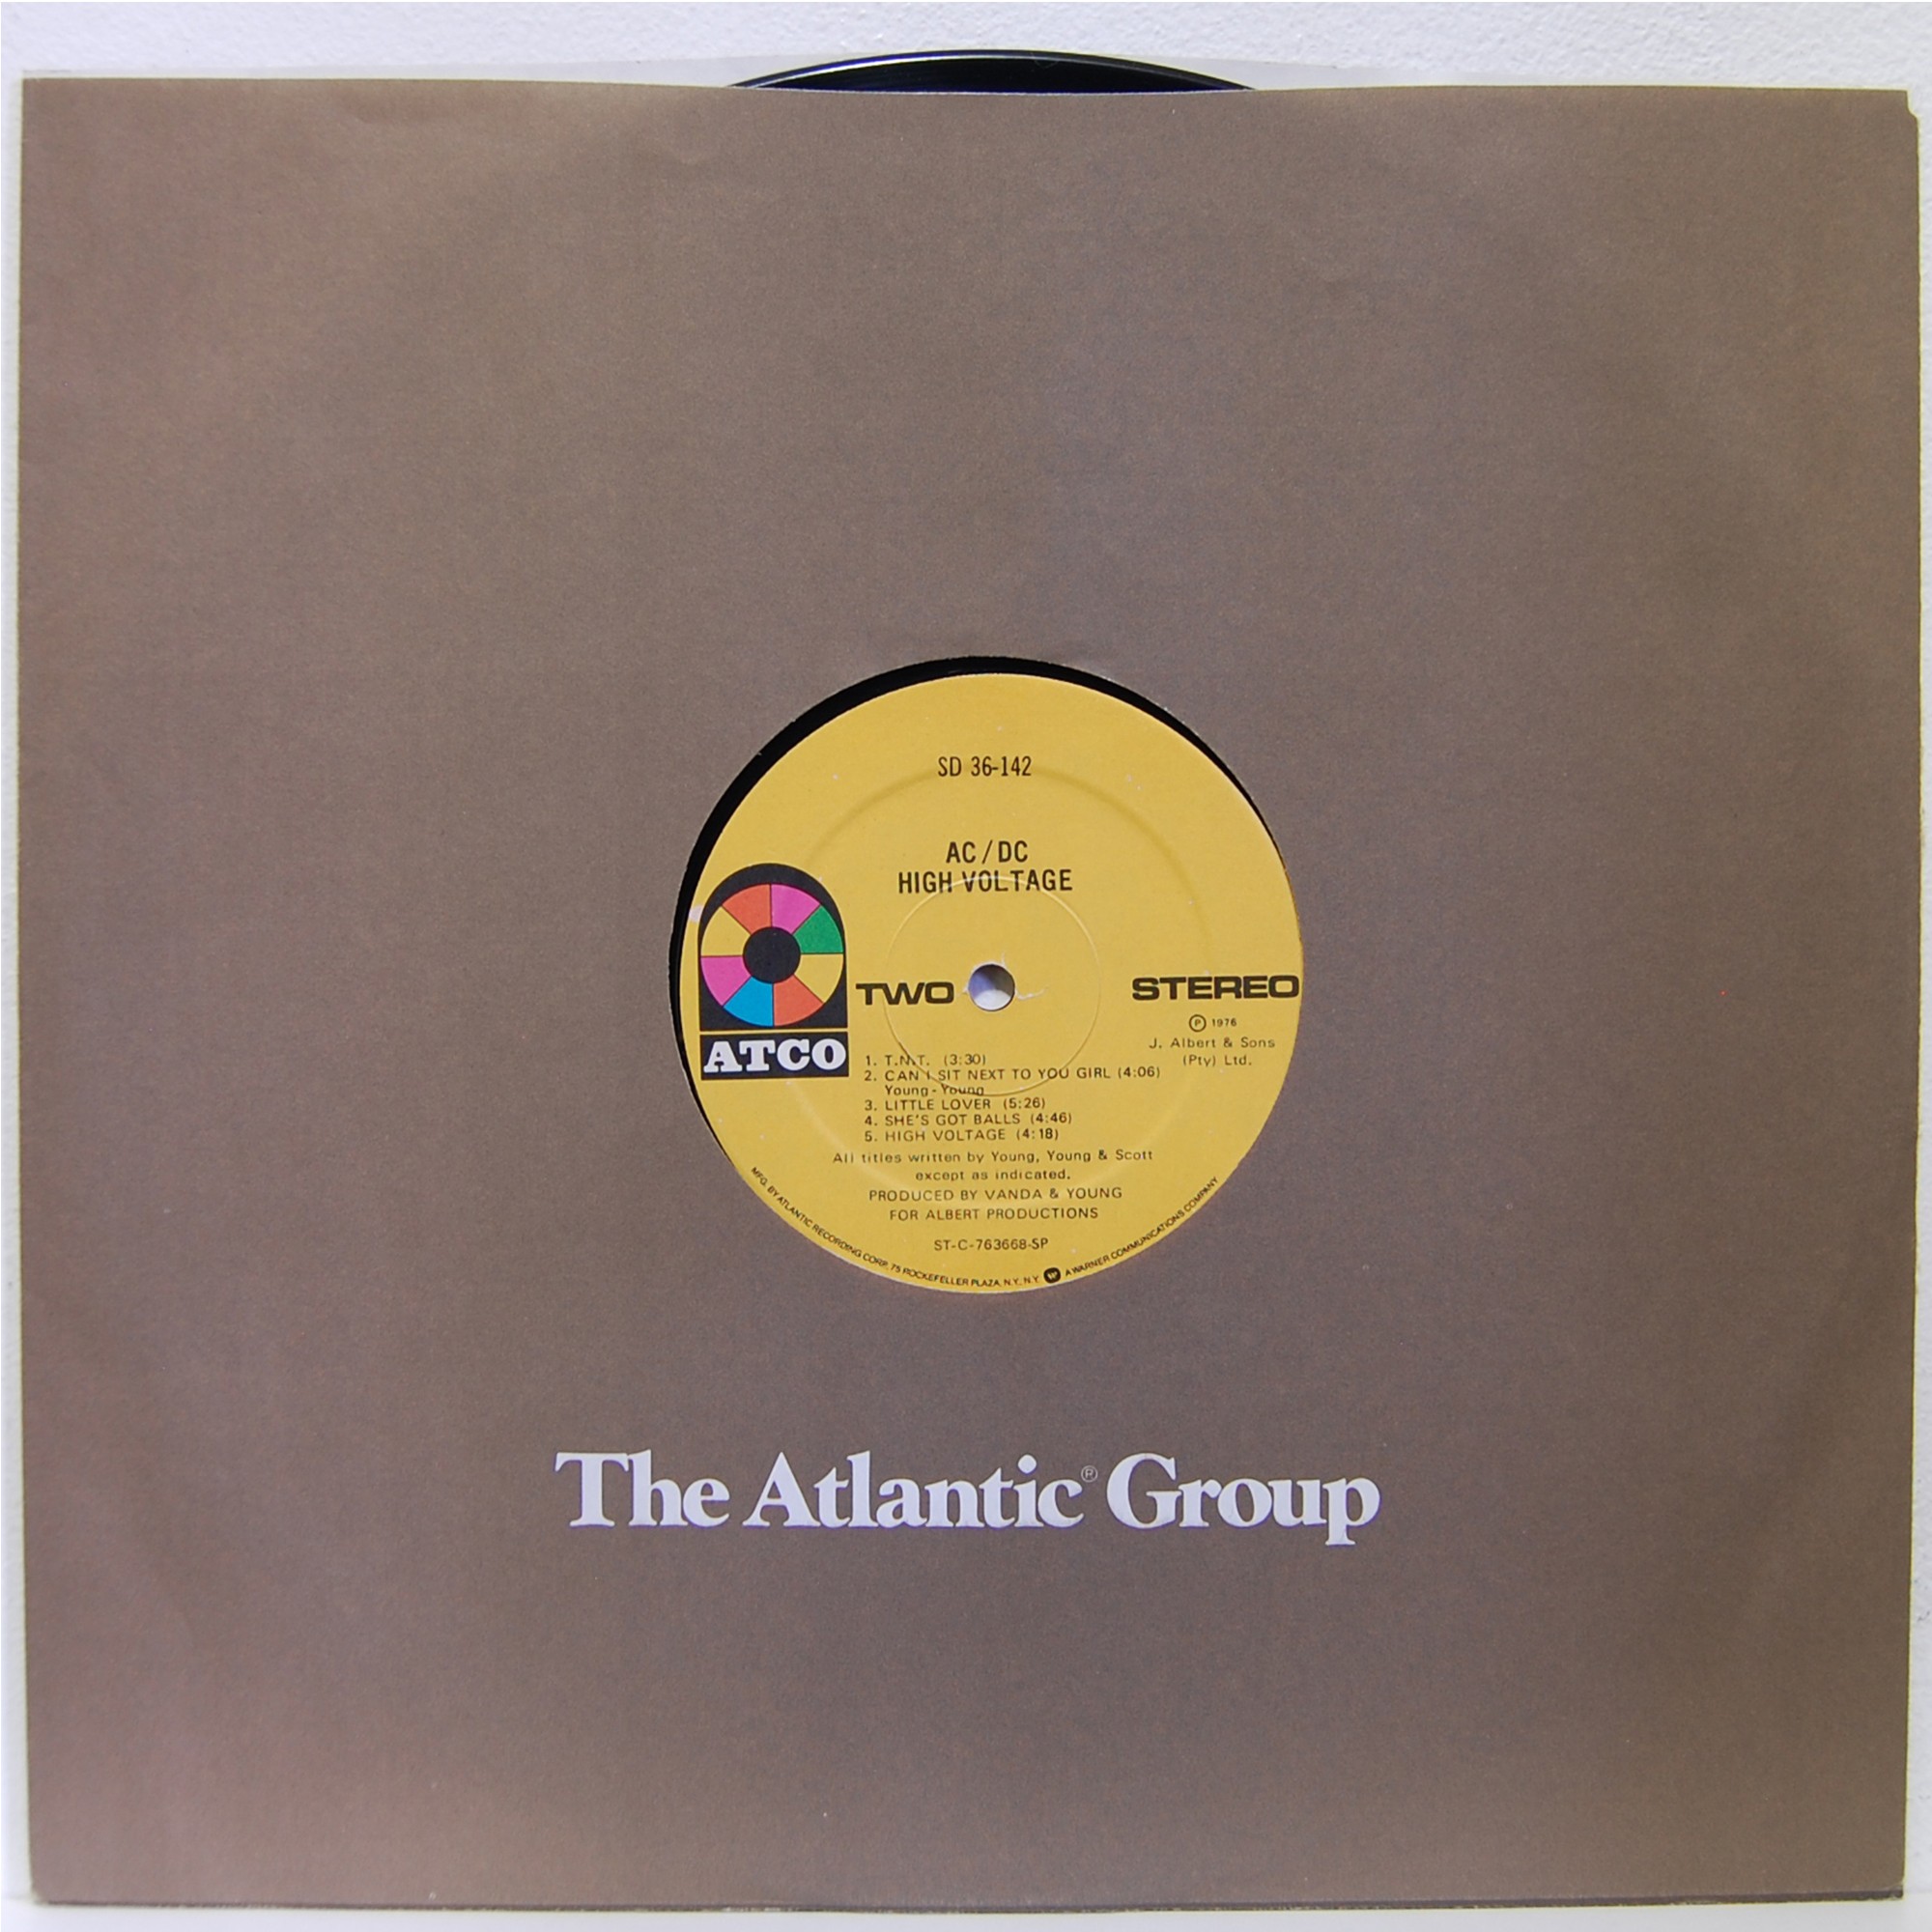 SD 36-142
AC/DC
HIGH VOLTAGE
ATCO
TWO
STEREO
Ⓟ 1976
J. Albert & Sons
(Pty) Ltd.
1. T.N.T. (3:30)
2. CAN I SIT NEXT TO YOU GIRL (4:06)
Young-Young
3. LITTLE LOVER (5:26)
4. SHE'S GOT BALLS (4:46)
5. HIGH VOLTAGE (4:18)
All titles written by Young, Young & Scott
except as indicated.
PRODUCED BY VANDA & YOUNG
FOR ALBERT PRODUCTIONS
ST-C-763668-SP
MFG. BY ATLANTIC RECORDING CORP. 75 ROCKEFELLER PLAZA, N.Y. N.Y. W A WARNER COMMUNICATIONS COMPANY
The Atlantic® Group